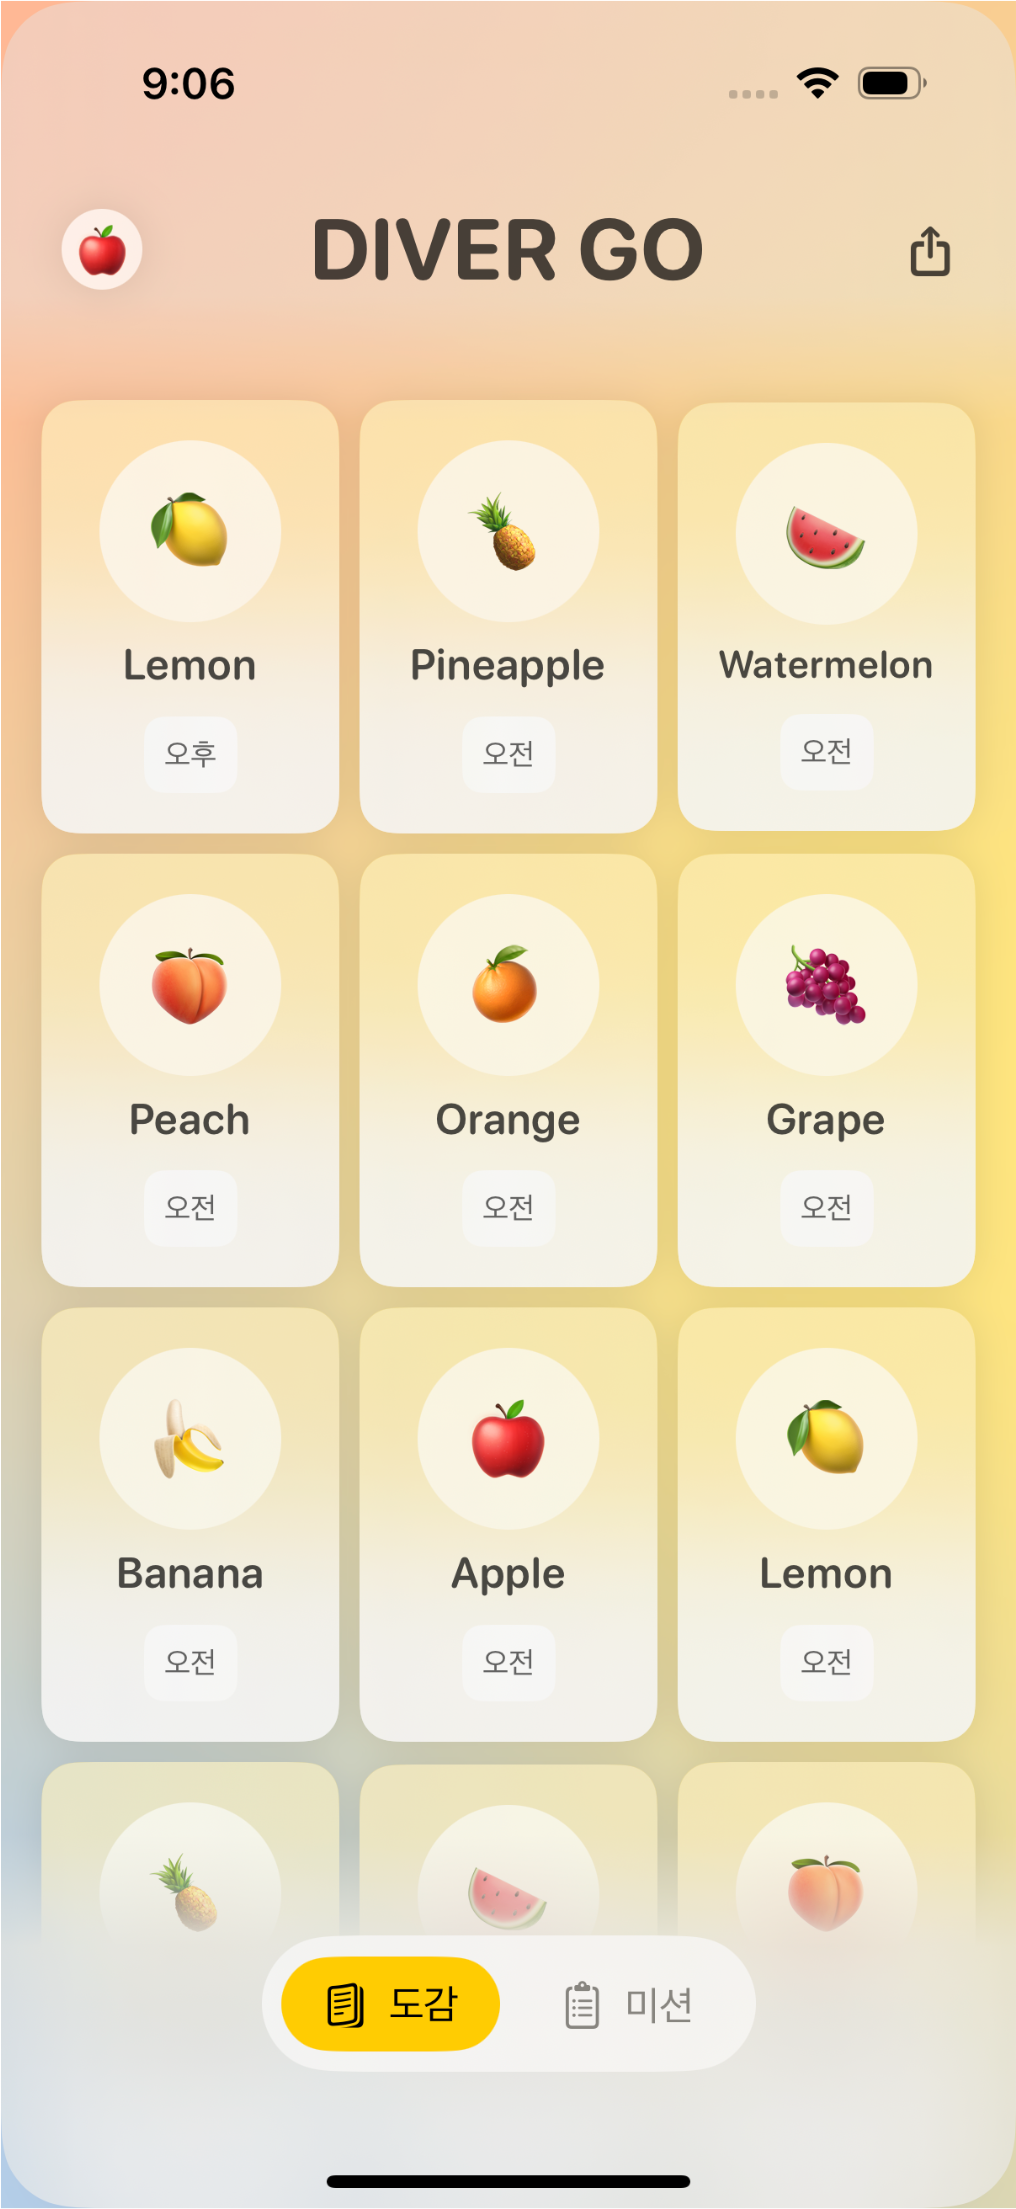 9:06
DIVER GO
Lemon
Pineapple
Watermelon
오후
오전
오전
Peach
Orange
Grape
오전
오전
오전
Banana
Apple
Lemon
오전
오전
오전
도감
미션